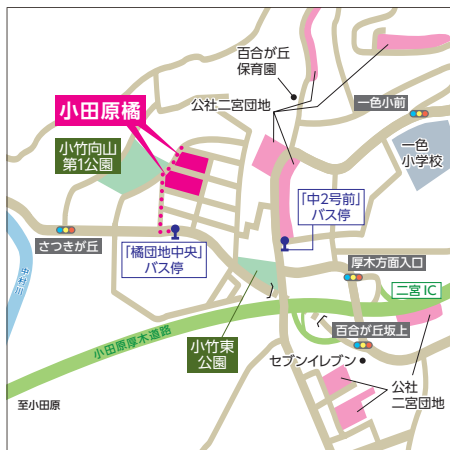 百合が丘
保育園
公社二宮団地
小田原橘
一色小前
小竹向山
第1公園
一色
小学校
「中2号前」
バス停
さつきが丘
「橘団地中央」
バス停
厚木方面入口
二宮IC
中村川
小田原厚木道路
小竹東
公園
百合が丘坂上
セブンイレブン
公社
二宮団地
至小田原